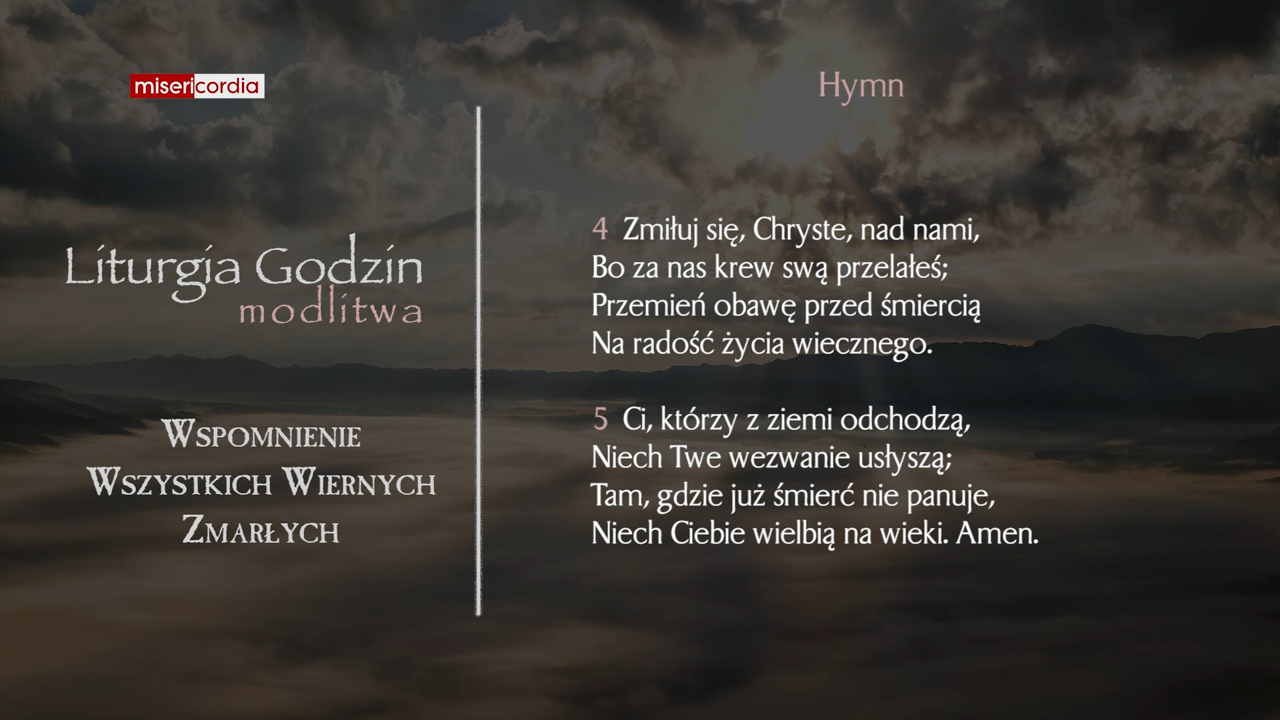 misericordia
Liturgia Godzin
modlitwa
Wspomnienie
Wszystkich Wiernych
Zmarłych
Hymn
4 Zmiłuj się, Chryste, nad nami,
Bo za nas krew swą przelałeś;
Przemień obawę przed śmiercią
Na radość życia wiecznego.
5 Ci, którzy z ziemi odchodzą,
Niech Twe wezwanie usłyszą;
Tam, gdzie już śmierć nie panuje,
Niech Ciebie wielbią na wieki. Amen.